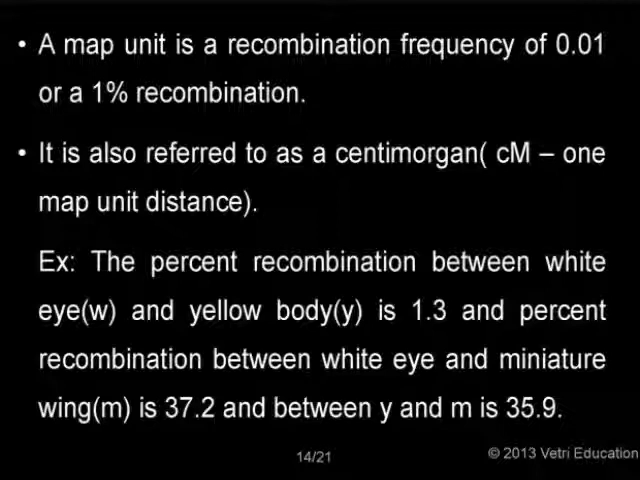 • A map unit is a recombination frequency of 0.01
or a 1% recombination.
• It is also referred to as a centimorgan( cM – one
map unit distance).
Ex: The percent recombination between white
eye(w) and yellow body(y) is 1.3 and percent
recombination between white eye and miniature
wing(m) is 37.2 and between y and m is 35.9.
14/21
© 2013 Vetri Education